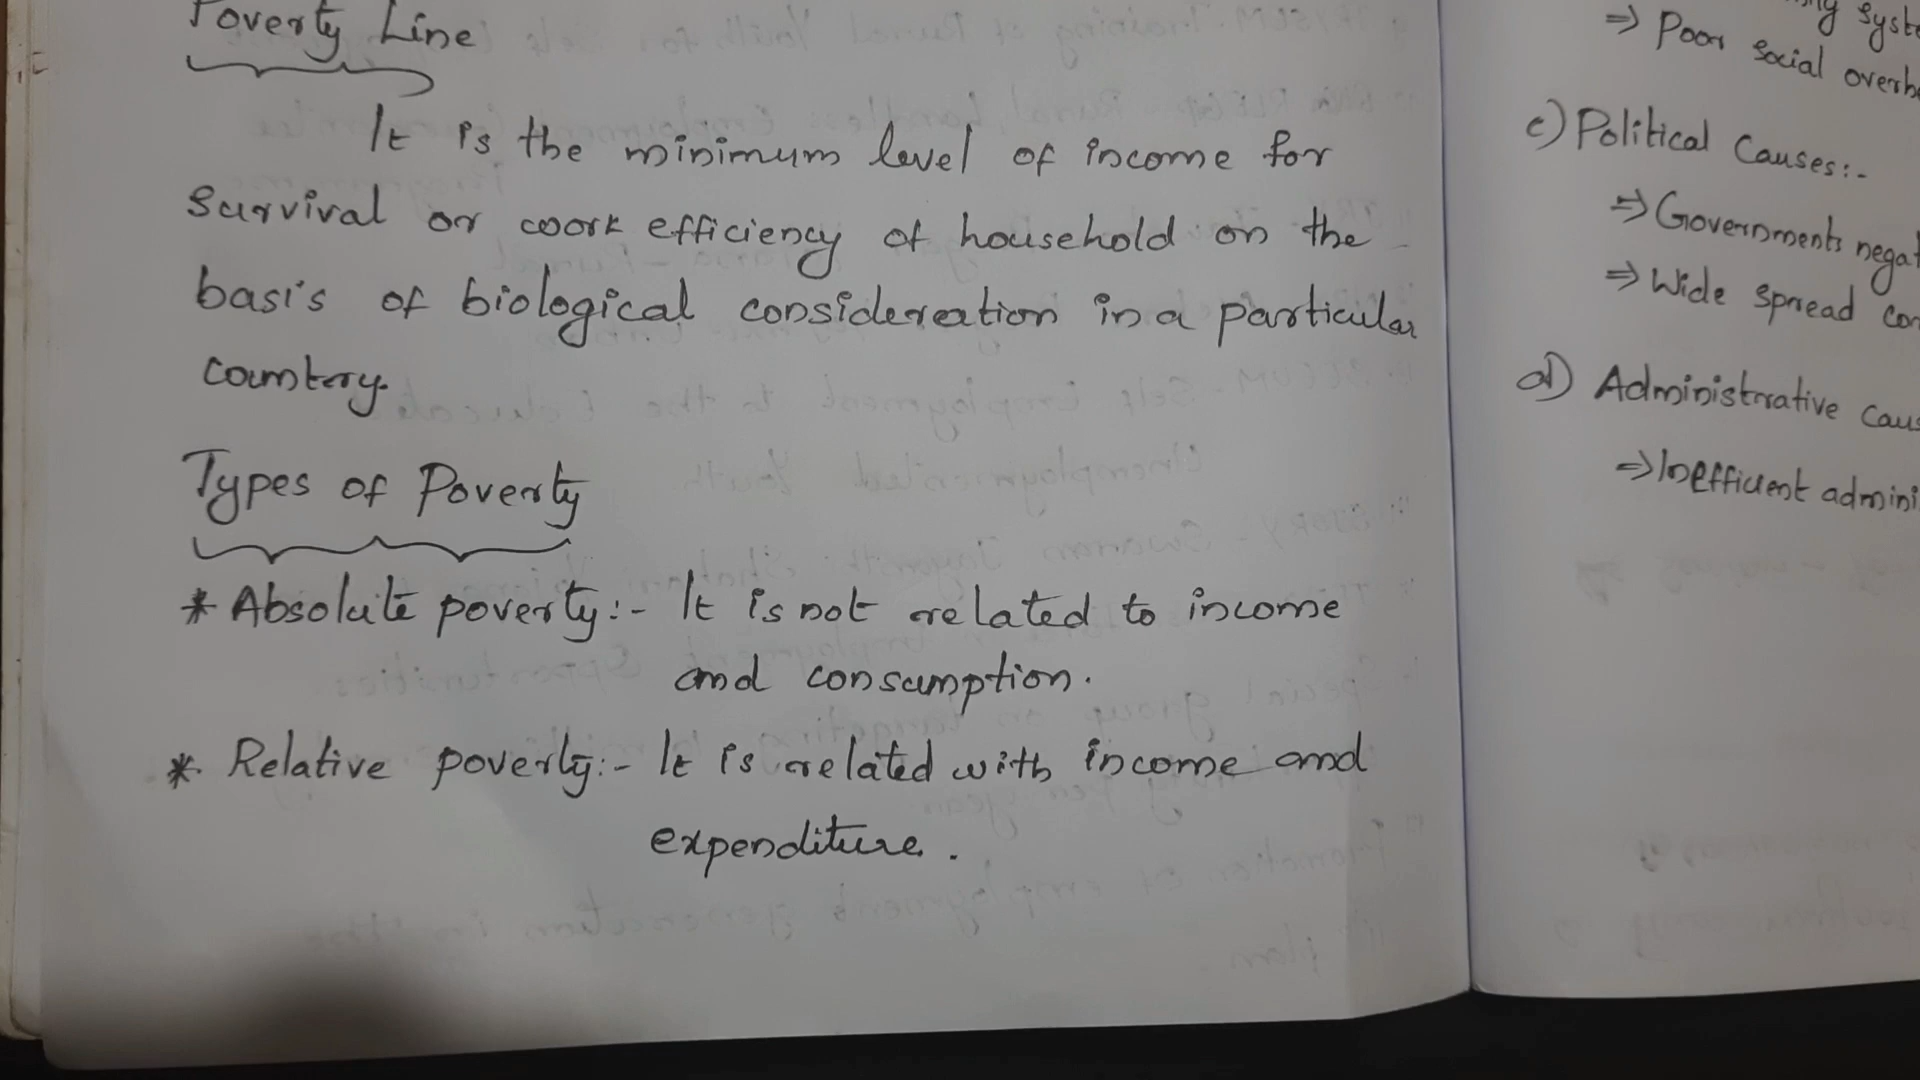 Poverty Line
It is the minimum level of income for
Survival or work efficiency of household on the
basis of biological consideration in a particular
country.
Types of Poverty
* Absolute poverty:- It is not related to income
and consumption.
* Relative poverty:- It is related with income and
expenditure.
⇒ Poor social
c) Political Causes:-
⇒ Governments
⇒ Wide spread
d) Administrative
⇒ Inefficient